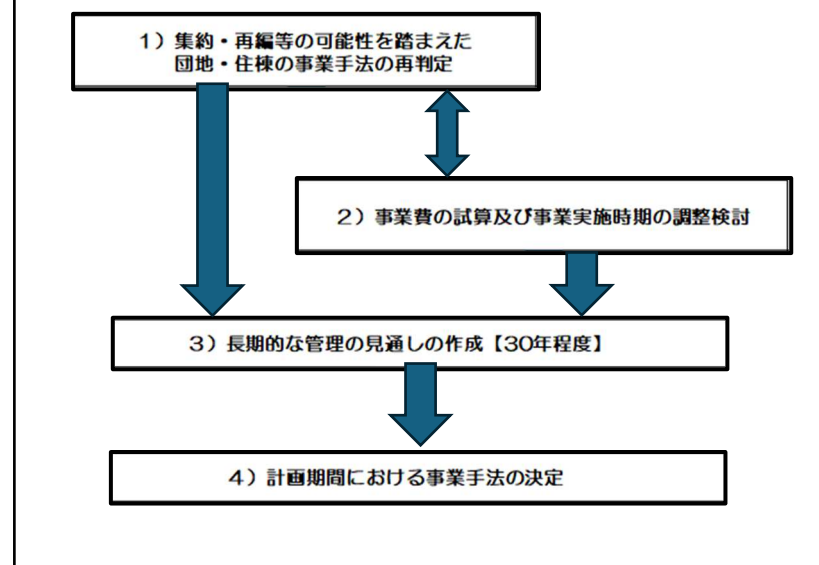 1）集約・再編等の可能性を踏まえた
団地・住棟の事業手法の再判定
2）事業費の試算及び事業実施時期の調整検討
3）長期的な管理の見通しの作成【30年程度】
4）計画期間における事業手法の決定